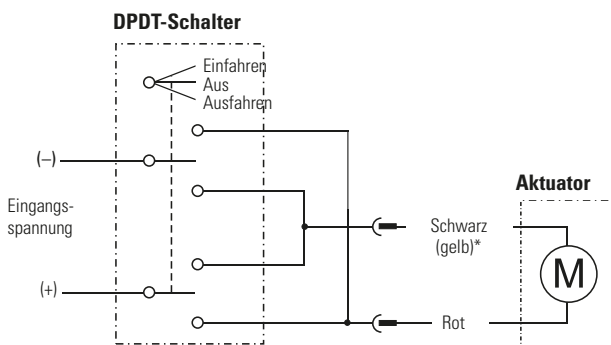 DPDT-Schalter
Einfahren
Aus
Ausfahren
(–)
Eingangs-
spannung
(+)
Aktuator
Schwarz
(gelb)*
M
Rot